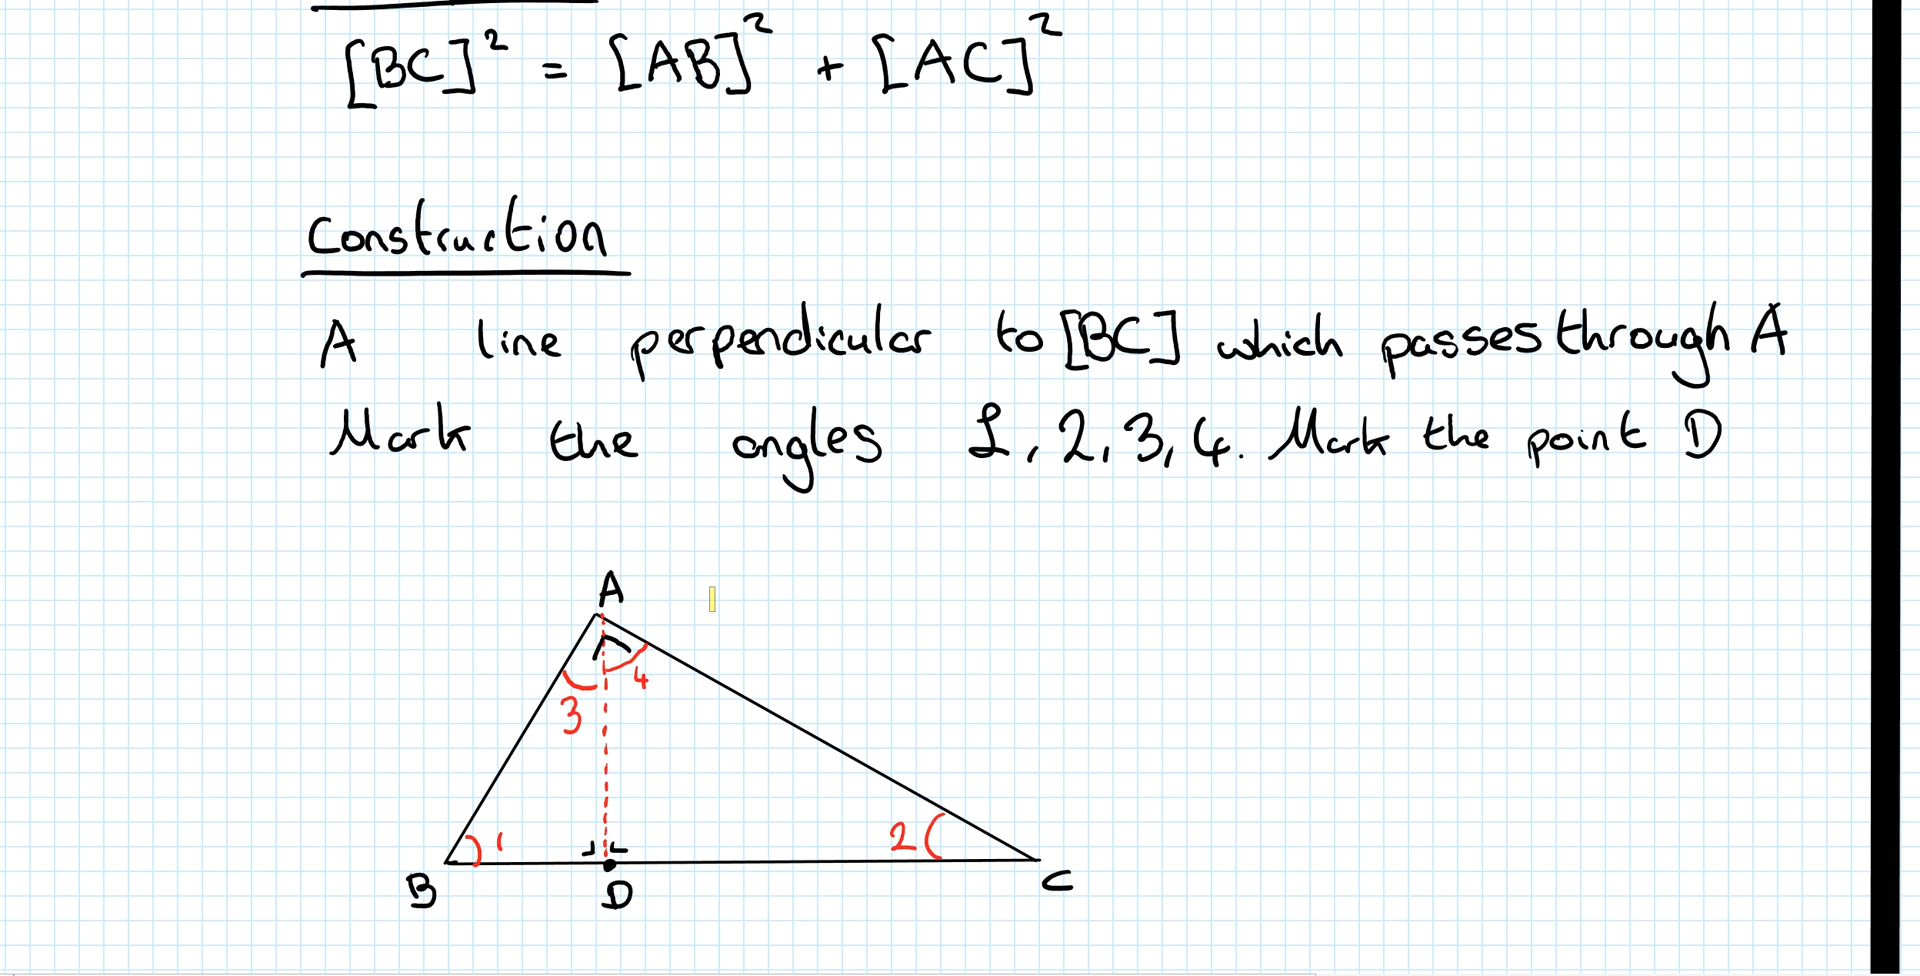 [BC]² = [AB]² + [AC]²
Construction
A line perpendicular to [BC] which passes through A
Mark the angles 1, 2, 3, 4. Mark the point D
A
4
3
1
2
B
D
C